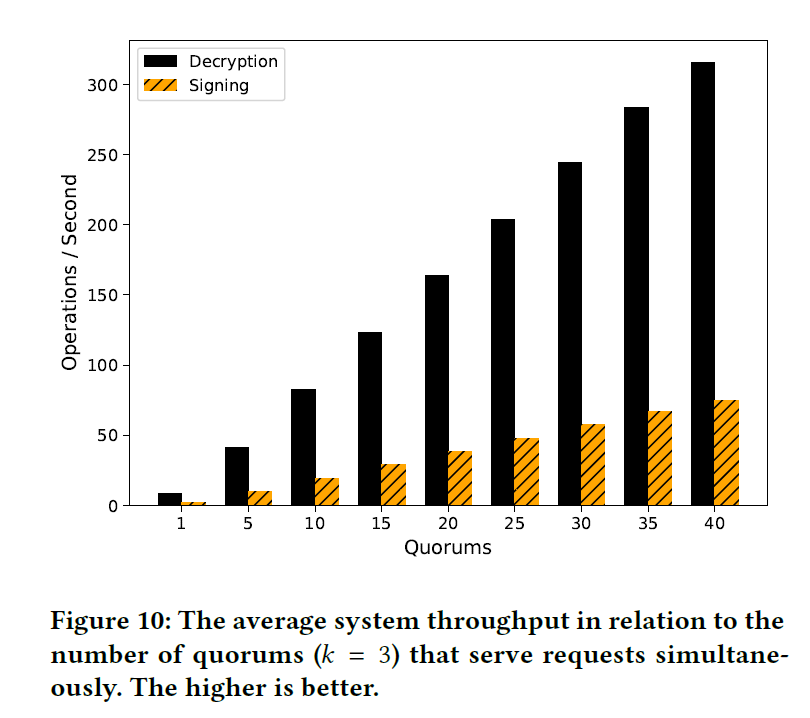 Decryption
Signing
300
250
200
150
100
50
0
Operations / Second
1 5 10 15 20 25 30 35 40
Quorums
Figure 10: The average system throughput in relation to the
number of quorums (k = 3) that serve requests simultane-
ously. The higher is better.